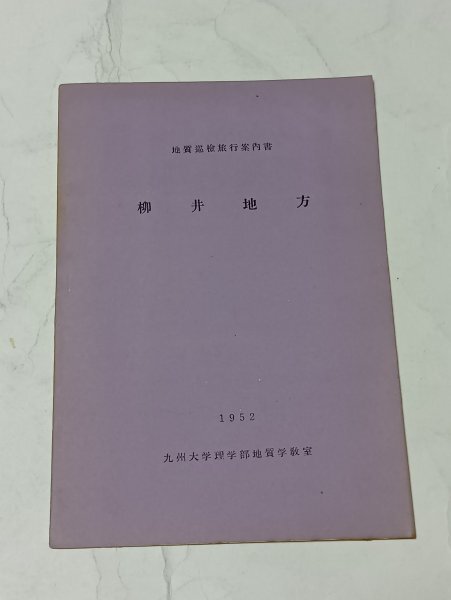 地質巡検旅行案内書
柳井地方
1952
九州大学理学部地質学教室